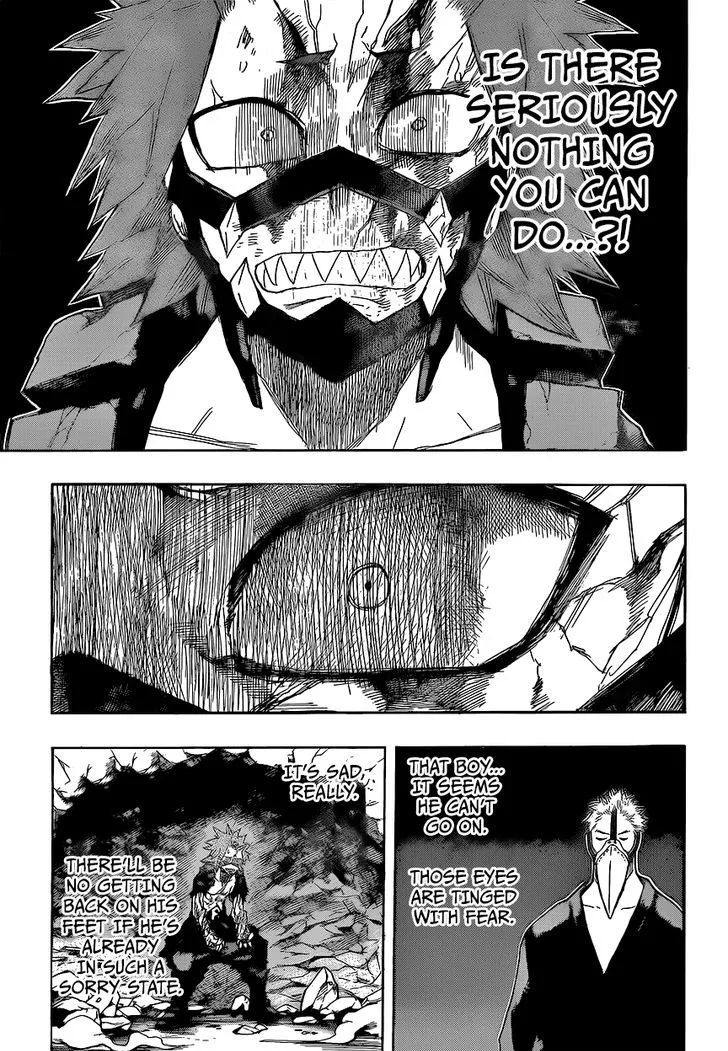 IS THERE
SERIOUSLY
NOTHING
YOU CAN
DO...?!
THAT BOY...
IT SEEMS
HE CAN'T
GO ON.
THOSE EYES
ARE TINGED
WITH FEAR.
IT'S SAD,
REALLY.
THERE'LL BE
NO GETTING
BACK ON HIS
FEET IF HE'S
ALREADY
IN SUCH A
SORRY STATE.